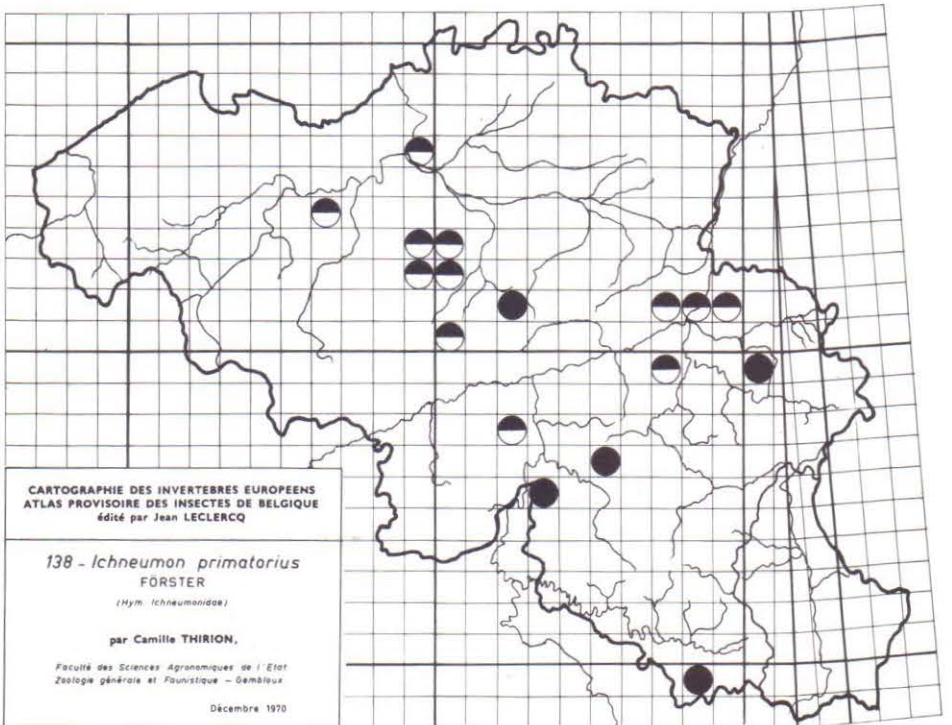 CARTOGRAPHIE DES INVERTEBRES EUROPEENS
ATLAS PROVISOIRE DES INSECTES DE BELGIQUE
édité par Jean LECLERCQ
138 - Ichneumon primatorius
FÖRSTER
(Hym. Ichneumonidae)
par Camille THIRION,
Faculté des Sciences Agronomiques de l'Etat
Zoologie générale et Faunistique - Gembloux
Décembre 1970